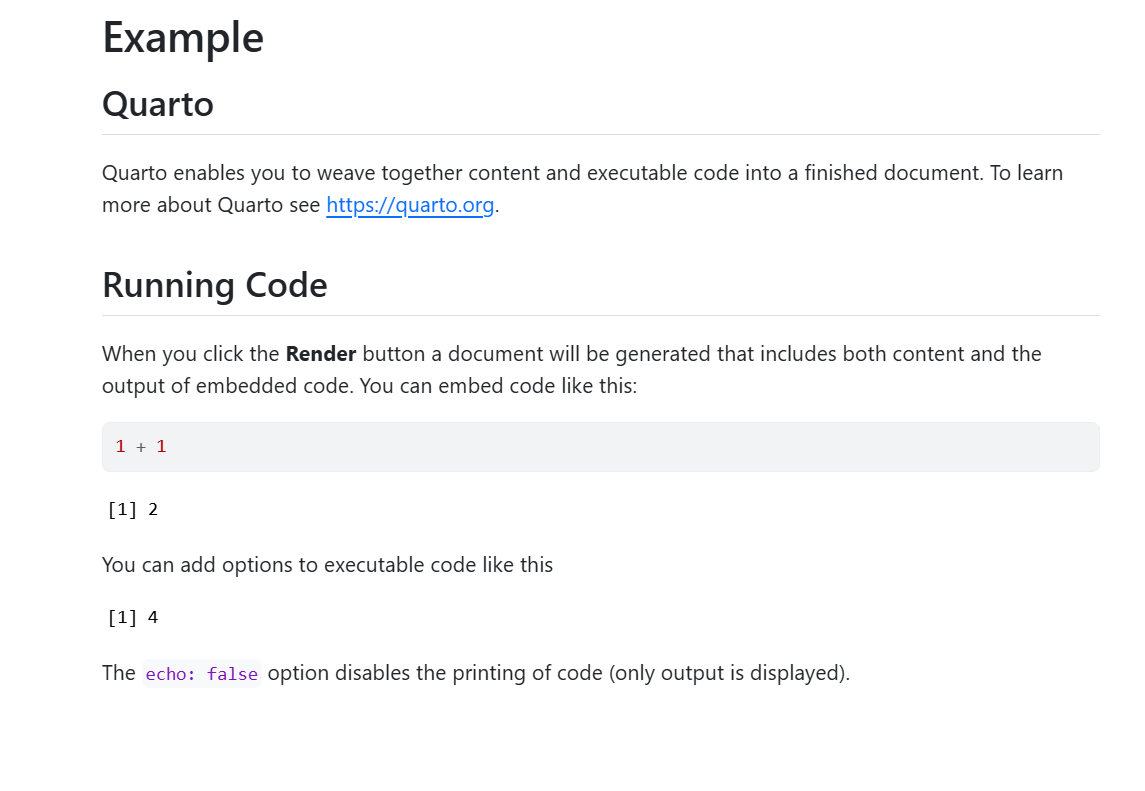 Example
Quarto
Quarto enables you to weave together content and executable code into a finished document. To learn
more about Quarto see https://quarto.org.
Running Code
When you click the Render button a document will be generated that includes both content and the
output of embedded code. You can embed code like this:
1 + 1
[1] 2
You can add options to executable code like this
[1] 4
The echo: false option disables the printing of code (only output is displayed).